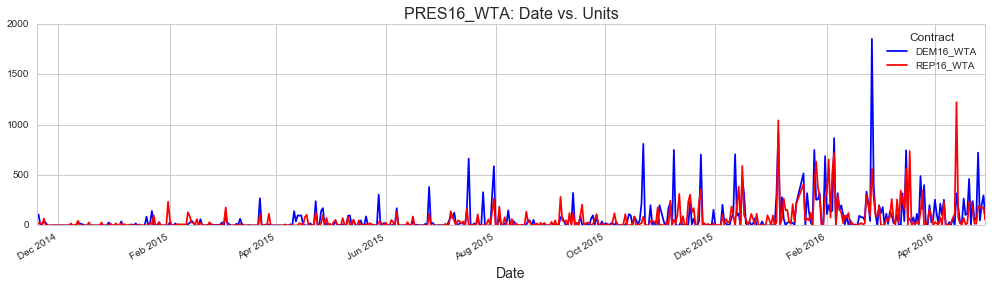 PRES16_WTA: Date vs. Units
2000
1500
1000
500
0
Contract
DEM16_WTA
REP16_WTA
Dec 2014
Feb 2015
Apr 2015
Jun 2015
Aug 2015
Oct 2015
Dec 2015
Feb 2016
Apr 2016
Date